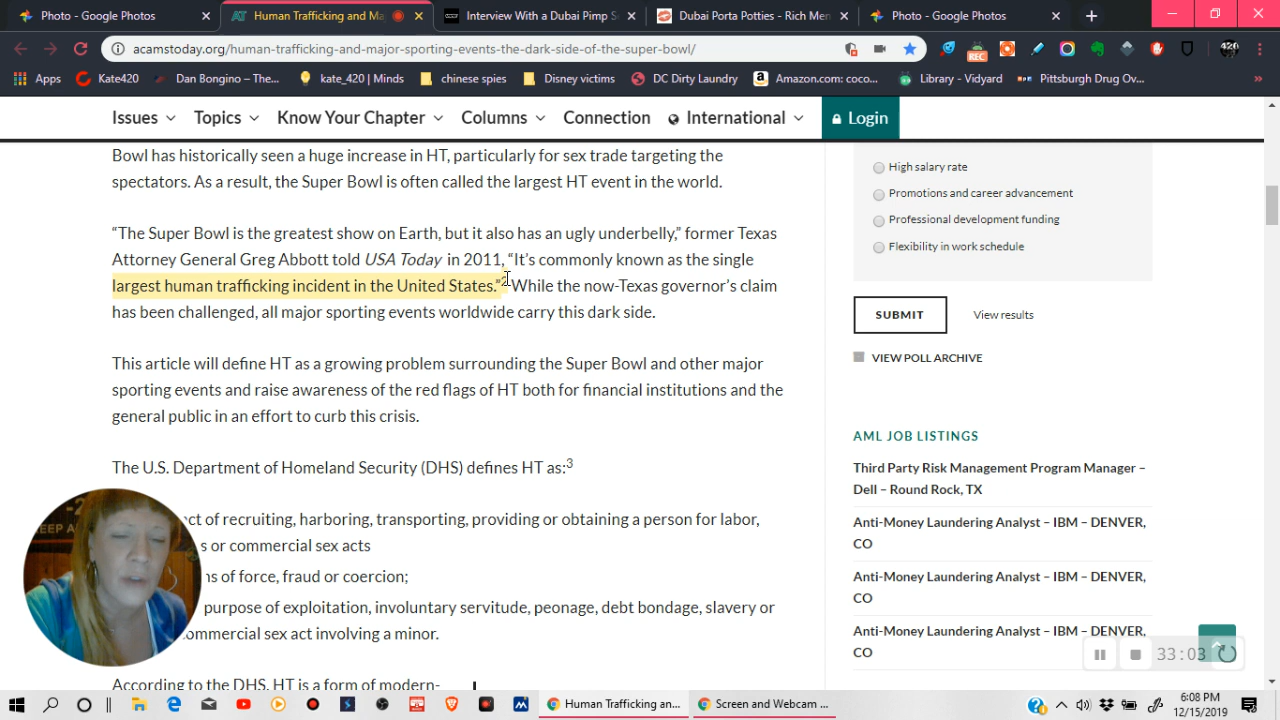 Photo - Google Photos
Human Trafficking and Ma
Interview With a Dubai Pimp S
Dubai Porta Potties - Rich Men
Photo - Google Photos
acamstoday.org/human-trafficking-and-major-sporting-events-the-dark-side-of-the-super-bowl/
REC
420
Apps
Kate420
Dan Bongino – The...
kate_420 | Minds
chinese spies
Disney victims
DC Dirty Laundry
Amazon.com: coco...
Library - Vidyard
Pittsburgh Drug Ov...
»
Issues
Topics
Know Your Chapter
Columns
Connection
International
Login
Bowl has historically seen a huge increase in HT, particularly for sex trade targeting the
spectators. As a result, the Super Bowl is often called the largest HT event in the world.
“The Super Bowl is the greatest show on Earth, but it also has an ugly underbelly,” former Texas
Attorney General Greg Abbott told USA Today in 2011, “It’s commonly known as the single
largest human trafficking incident in the United States.”2 While the now-Texas governor’s claim
has been challenged, all major sporting events worldwide carry this dark side.
This article will define HT as a growing problem surrounding the Super Bowl and other major
sporting events and raise awareness of the red flags of HT both for financial institutions and the
general public in an effort to curb this crisis.
The U.S. Department of Homeland Security (DHS) defines HT as:3
ct of recruiting, harboring, transporting, providing or obtaining a person for labor,
s or commercial sex acts
ns of force, fraud or coercion;
purpose of exploitation, involuntary servitude, peonage, debt bondage, slavery or
ommercial sex act involving a minor.
According to the DHS, HT is a form of modern-
High salary rate
Promotions and career advancement
Professional development funding
Flexibility in work schedule
SUBMIT
View results
VIEW POLL ARCHIVE
AML JOB LISTINGS
Third Party Risk Management Program Manager –
Dell – Round Rock, TX
Anti-Money Laundering Analyst – IBM – DENVER,
CO
Anti-Money Laundering Analyst – IBM – DENVER,
CO
Anti-Money Laundering Analyst – IBM – DENVER,
CO
33:03
Human Trafficking an...
Screen and Webcam ...
6:08 PM
12/15/2019